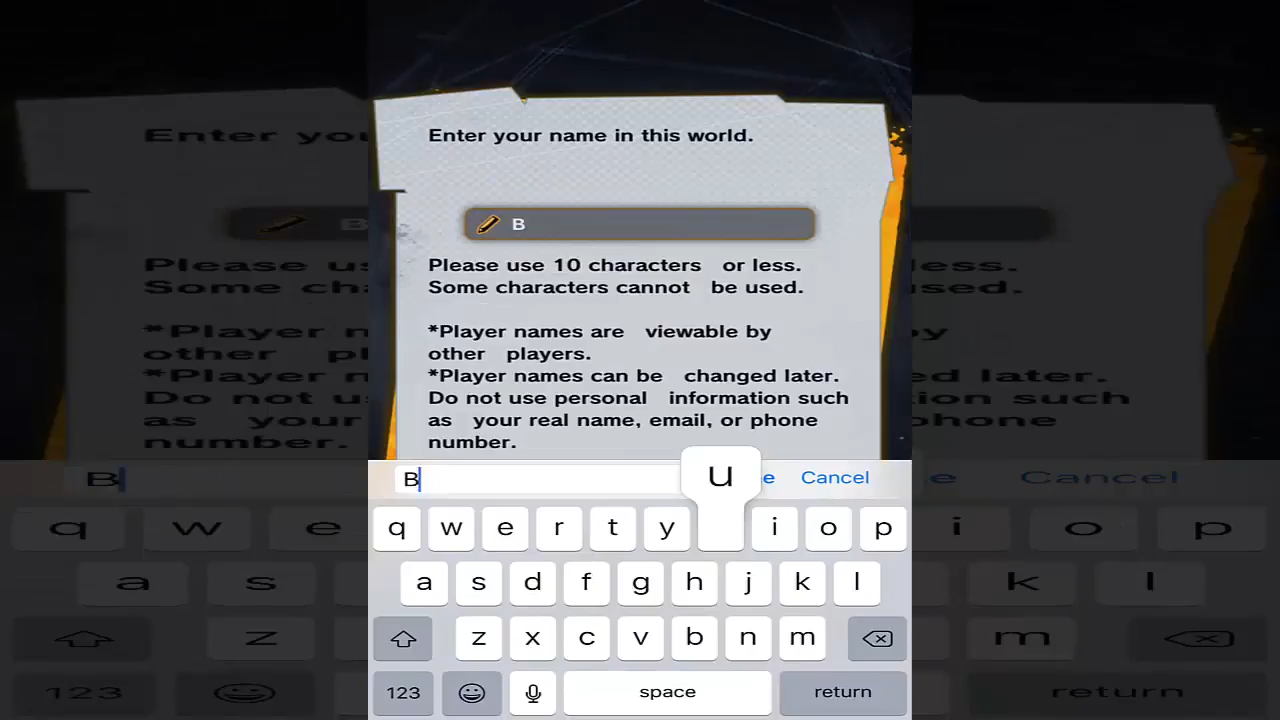 Enter your name in this world.
B
Please use 10 characters or less.
Some characters cannot be used.
*Player names are viewable by
other players.
*Player names can be changed later.
Do not use personal information such
as your real name, email, or phone
number.
B
u
e Cancel
q w e r t y i o p
a s d f g h j k l
z x c v b n m
123 space return